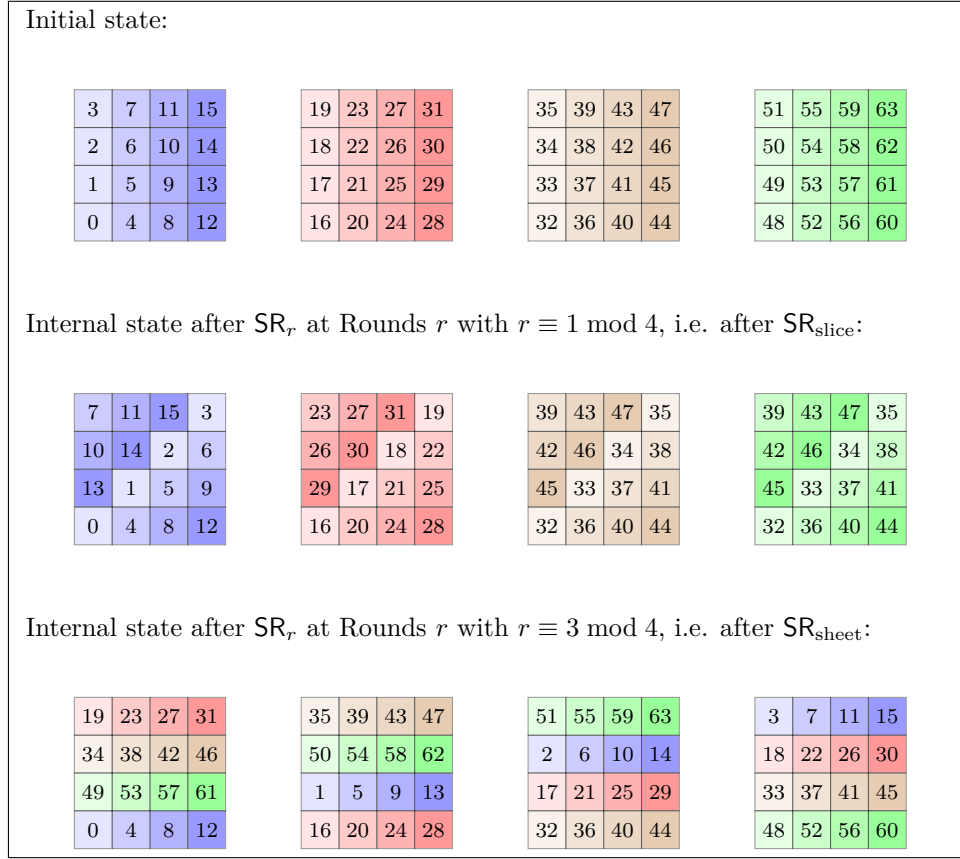 Initial state:
3 7 11 15 19 23 27 31 35 39 43 47 51 55 59 63
2 6 10 14 18 22 26 30 34 38 42 46 50 54 58 62
1 5 9 13 17 21 25 29 33 37 41 45 49 53 57 61
0 4 8 12 16 20 24 28 32 36 40 44 48 52 56 60
Internal state after SR_r at Rounds r with r ≡ 1 mod 4, i.e. after SR_slice:
7 11 15 3 23 27 31 19 39 43 47 35 39 43 47 35
10 14 2 6 26 30 18 22 42 46 34 38 42 46 34 38
13 1 5 9 29 17 21 25 45 33 37 41 45 33 37 41
0 4 8 12 16 20 24 28 32 36 40 44 32 36 40 44
Internal state after SR_r at Rounds r with r ≡ 3 mod 4, i.e. after SR_sheet:
19 23 27 31 35 39 43 47 51 55 59 63 3 7 11 15
34 38 42 46 50 54 58 62 2 6 10 14 18 22 26 30
49 53 57 61 1 5 9 13 17 21 25 29 33 37 41 45
0 4 8 12 16 20 24 28 32 36 40 44 48 52 56 60